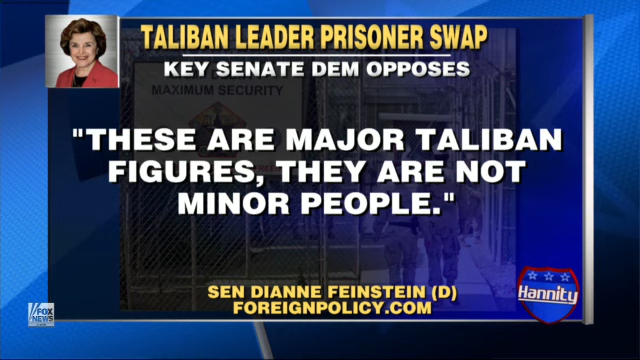 TALIBAN LEADER PRISONER SWAP
KEY SENATE DEM OPPOSES
MAXIMUM SECURITY
"THESE ARE MAJOR TALIBAN
FIGURES, THEY ARE NOT
MINOR PEOPLE."
SEN DIANNE FEINSTEIN (D)
FOREIGNPOLICY.COM
Hannity
FOX
NEWS